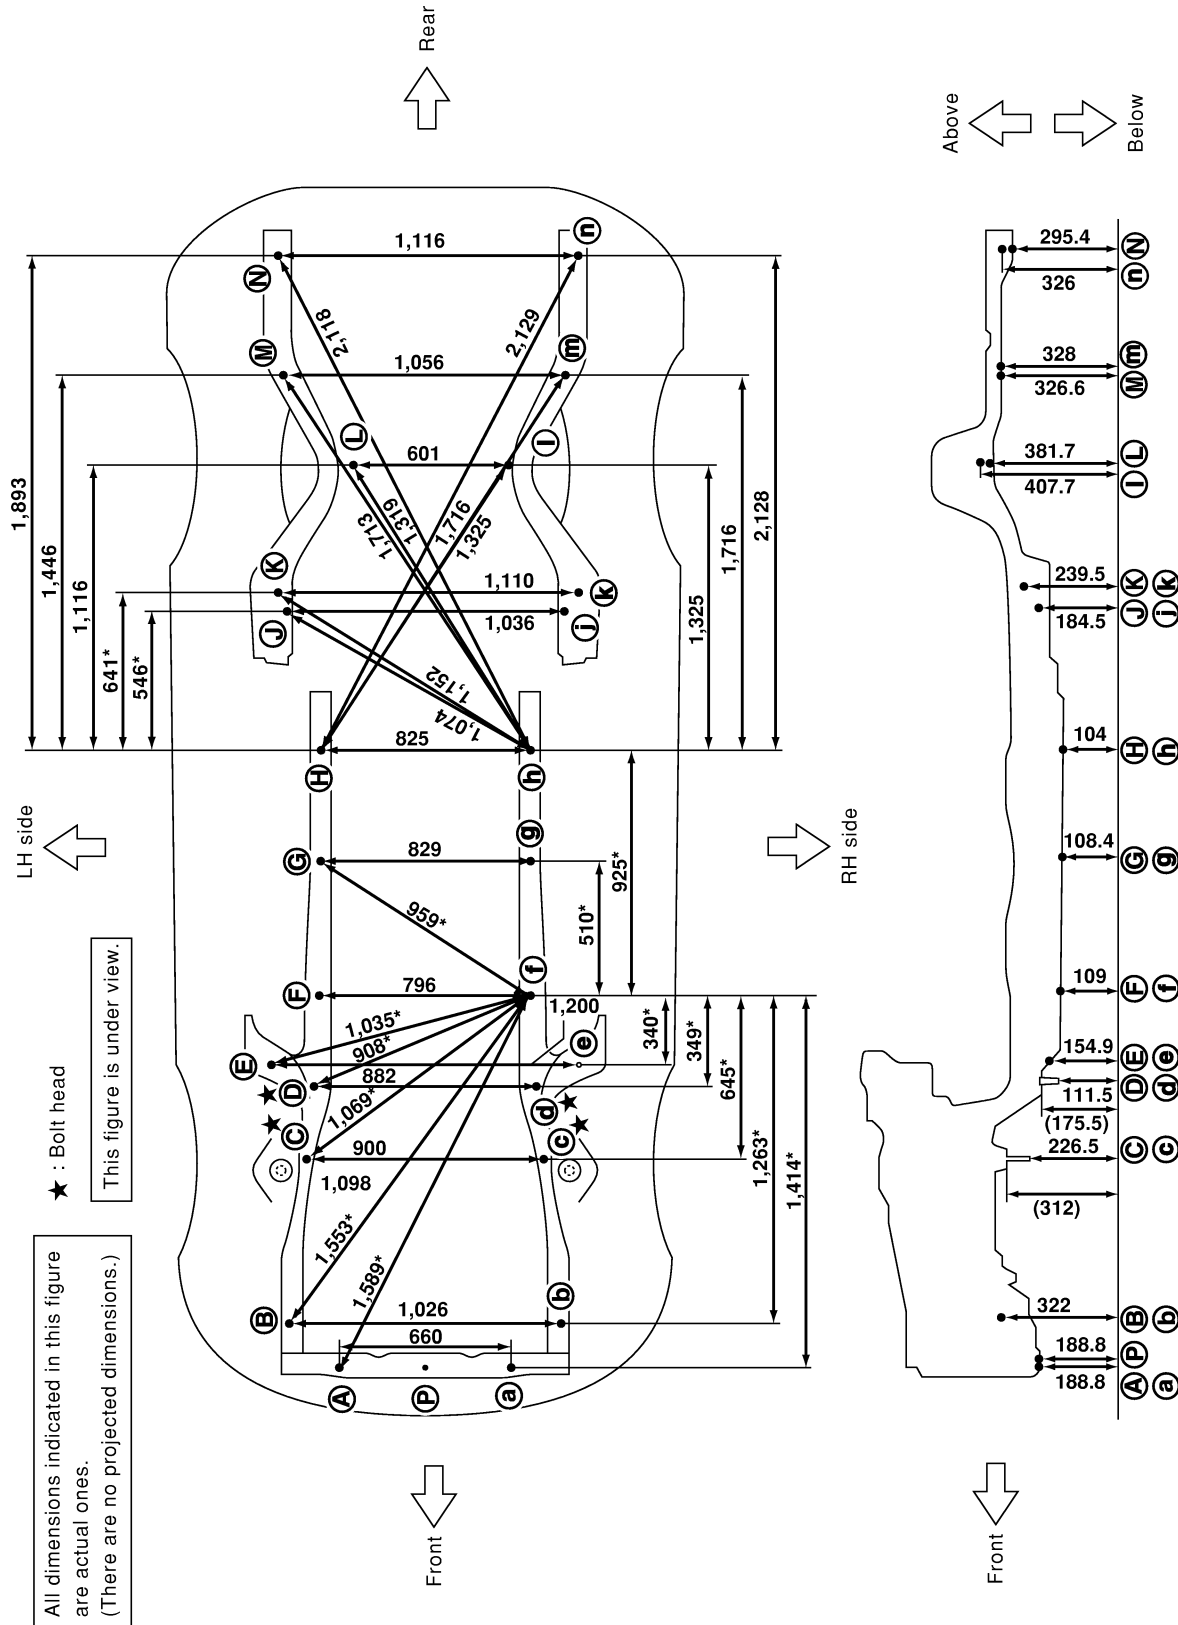 All dimensions indicated in this figure
are actual ones.
(There are no projected dimensions.)
★ : Bolt head
This figure is under view.
LH side
RH side
Front
Rear
1,893
1,446
1,116
641*
546*
1,116
1,056
601
1,110
1,036
825
829
796
882
900
1,026
660
2,118
2,129
1,713
1,319
1,716
1,325
1,152
1,074
959*
1,035*
908*
1,069*
1,553*
1,589*
1,098
1,200
2,128
1,716
1,325
925*
510*
340*
349*
645*
1,263*
1,414*
N
n
M
m
L
l
K
k
J
j
H
h
G
g
F
f
E
e
D
d
C
c
B
b
A
P
a
Above
Below
Front
295.4
326
328
326.6
381.7
407.7
239.5
184.5
104
108.4
109
154.9
111.5
(175.5)
226.5
(312)
322
188.8
188.8
N
n
m
M
L
l
K k
J j
H h
G g
F f
E e
D d
C c
B b
P
A a